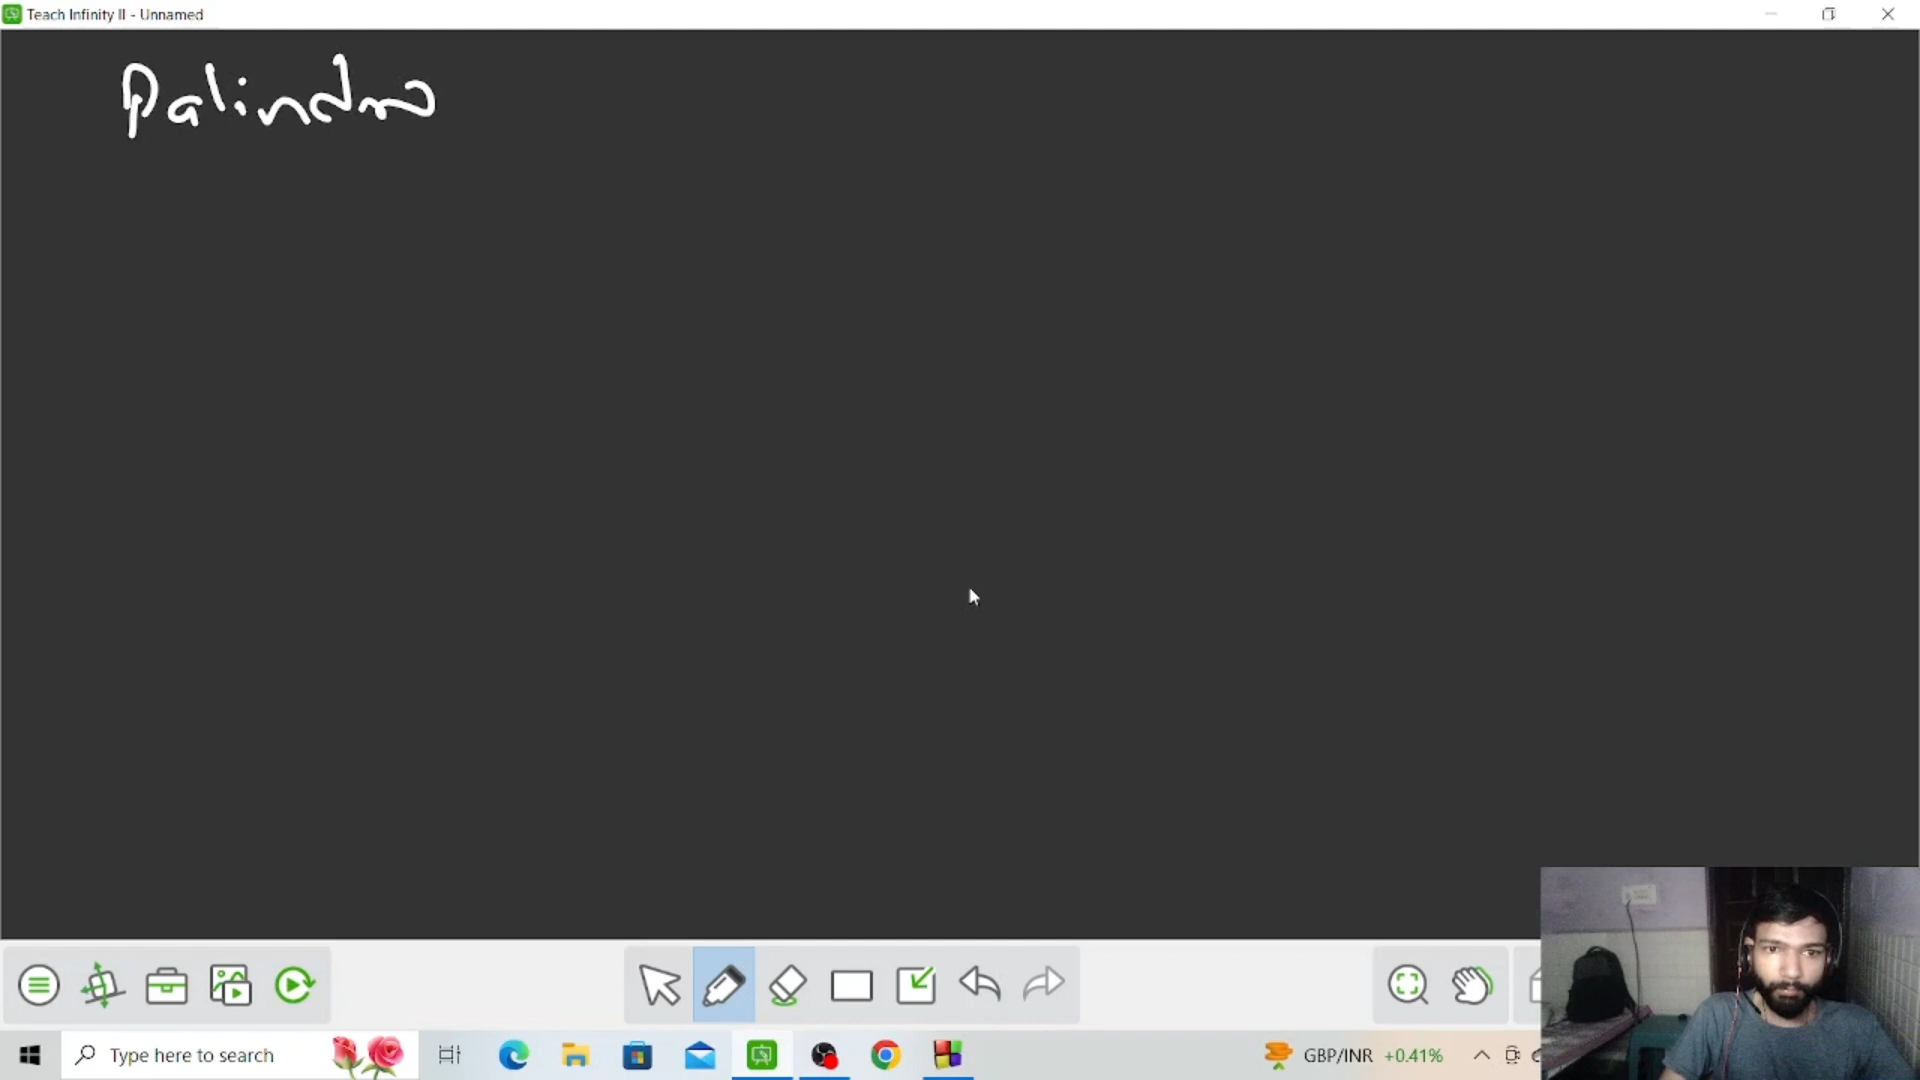 Teach Infinity II - Unnamed
Palindro
Type here to search
GBP/INR +0.41%